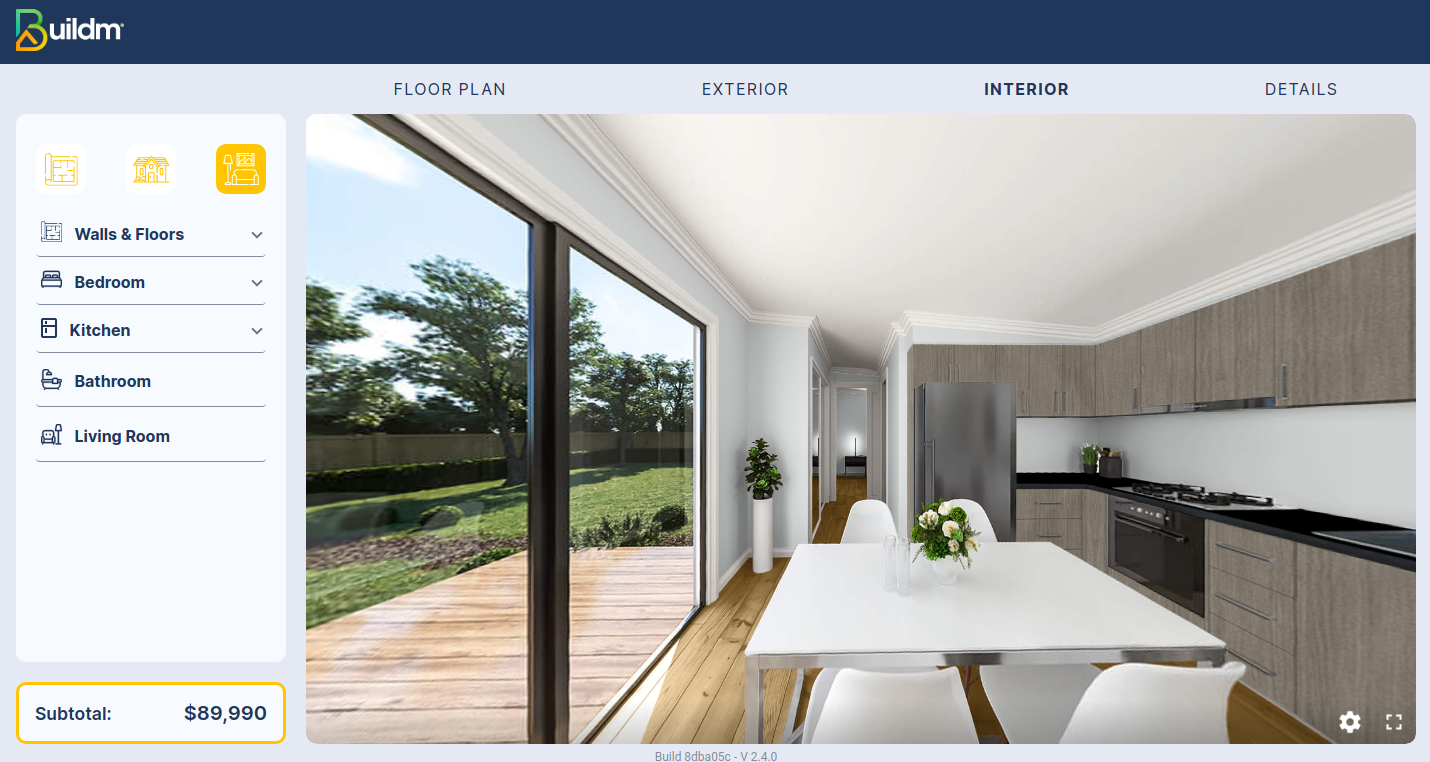 Buildm
FLOOR PLAN
EXTERIOR
INTERIOR
DETAILS
Walls & Floors
Bedroom
Kitchen
Bathroom
Living Room
Subtotal:
$89,990
Build 8dba05c - V 2.4.0